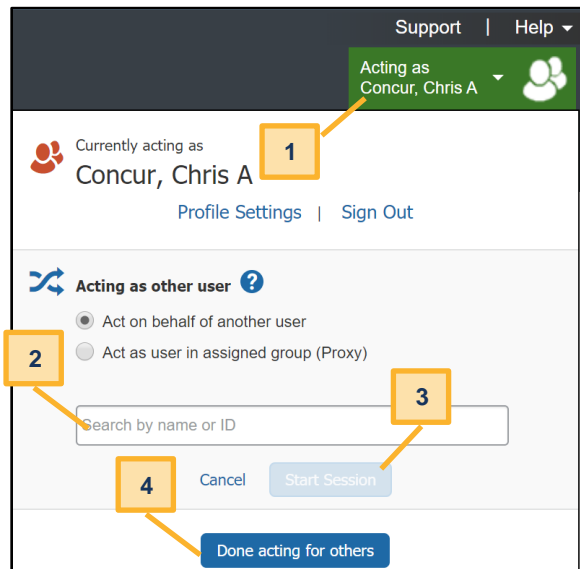 Support | Help
Acting as
Concur, Chris A
1
Currently acting as
Concur, Chris A
Profile Settings | Sign Out
Acting as other user ?
Act on behalf of another user
Act as user in assigned group (Proxy)
2
3
Search by name or ID
4
Cancel Start Session
Done acting for others